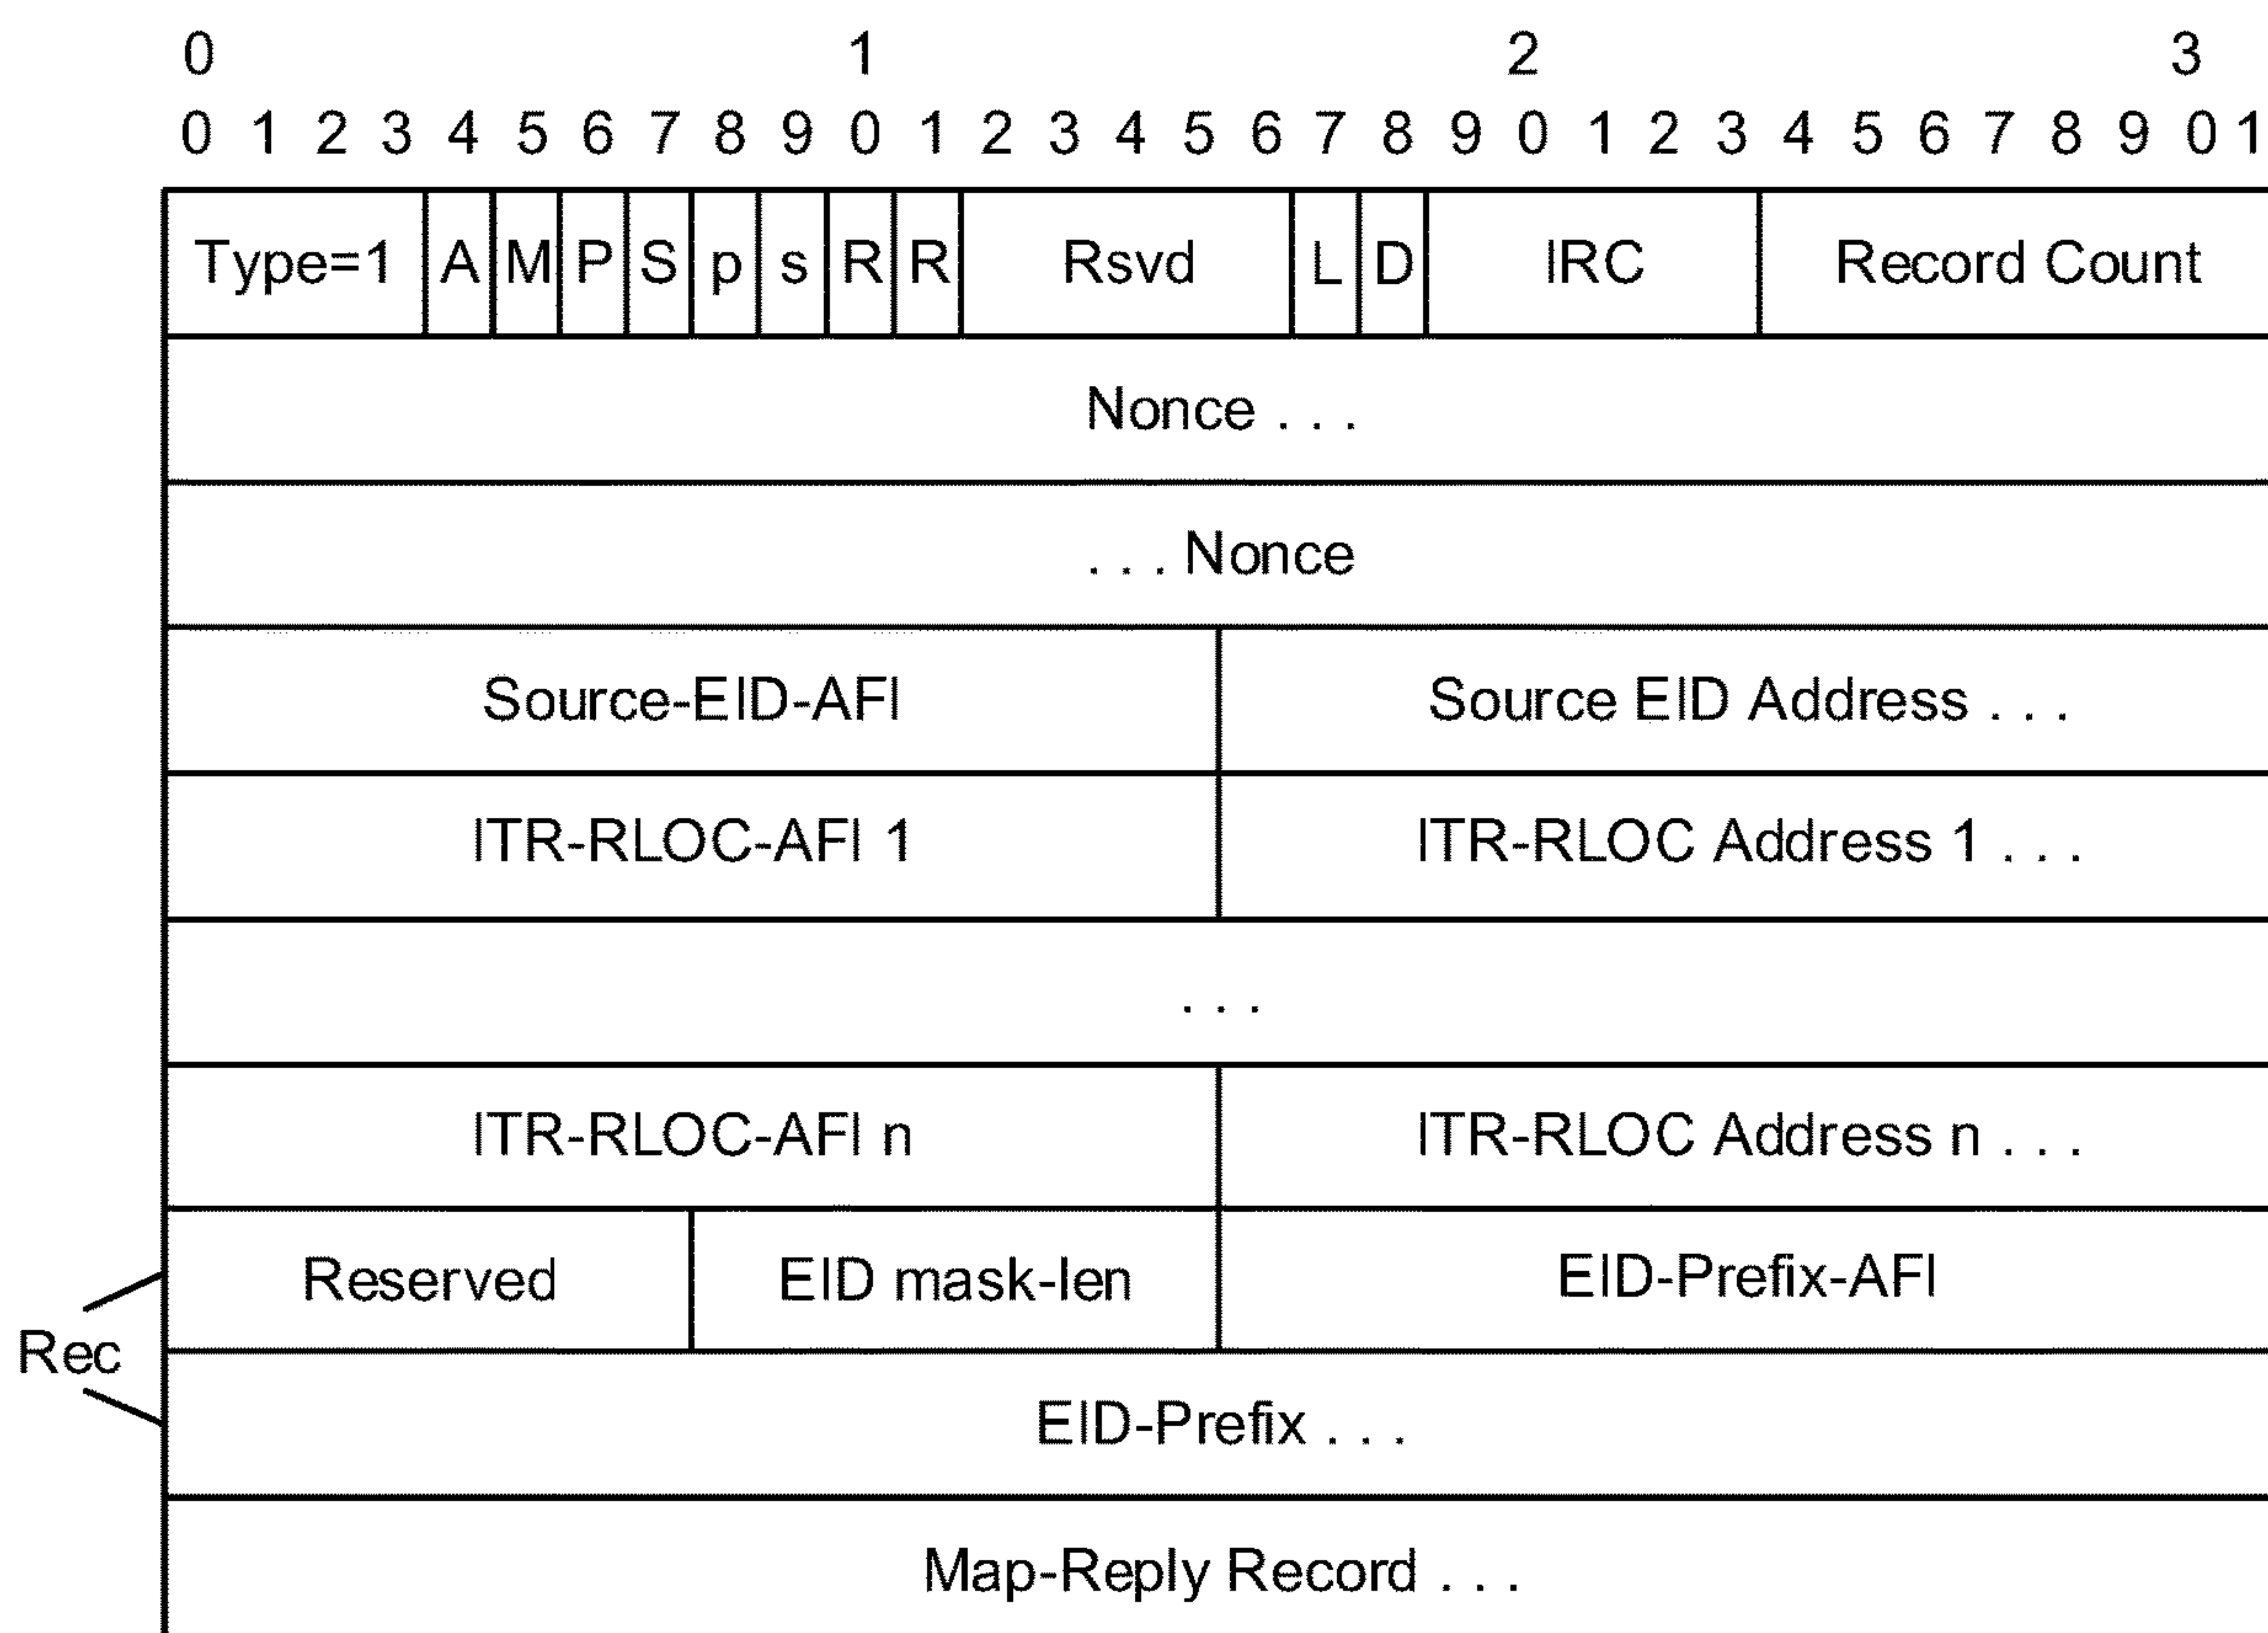 0 1 2 3
0 1 2 3 4 5 6 7 8 9 0 1 2 3 4 5 6 7 8 9 0 1 2 3 4 5 6 7 8 9 0 1
Type=1 A M P S p s R R Rsvd L D IRC Record Count
Nonce . . .
. . . Nonce
Source-EID-AFI Source EID Address . . .
ITR-RLOC-AFI 1 ITR-RLOC Address 1 . . .
. . .
ITR-RLOC-AFI n ITR-RLOC Address n . . .
Reserved EID mask-len EID-Prefix-AFI
Rec
EID-Prefix . . .
Map-Reply Record . . .